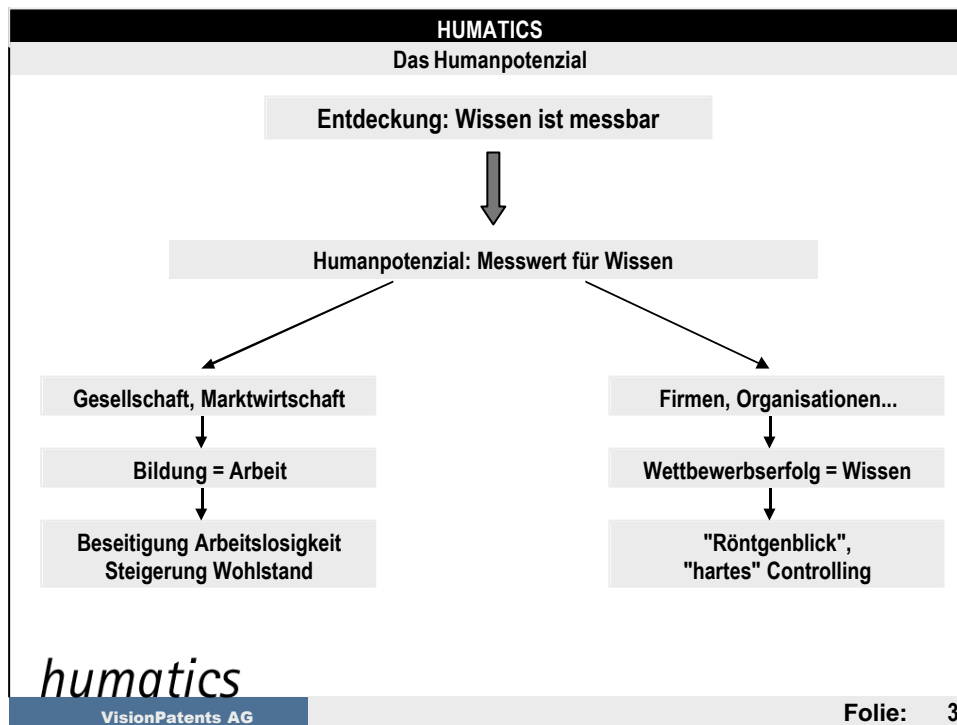 HUMATICS
Das Humanpotenzial
Entdeckung: Wissen ist messbar
Humanpotenzial: Messwert für Wissen
Gesellschaft, Marktwirtschaft
Bildung = Arbeit
Beseitigung Arbeitslosigkeit
Steigerung Wohlstand
Firmen, Organisationen...
Wettbewerbserfolg = Wissen
"Röntgenblick",
"hartes" Controlling
humatics
VisionPatents AG
Folie: 3